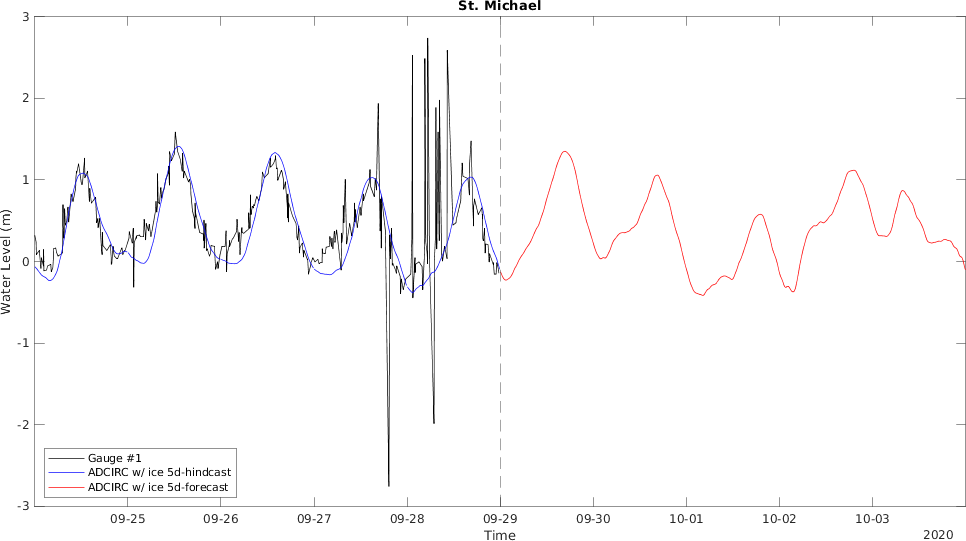 St. Michael
3
2
1
0
-1
-2
-3
Water Level (m)
Gauge #1
ADCIRC w/ ice 5d-hindcast
ADCIRC w/ ice 5d-forecast
09-25 09-26 09-27 09-28 09-29 09-30 10-01 10-02 10-03
Time
2020